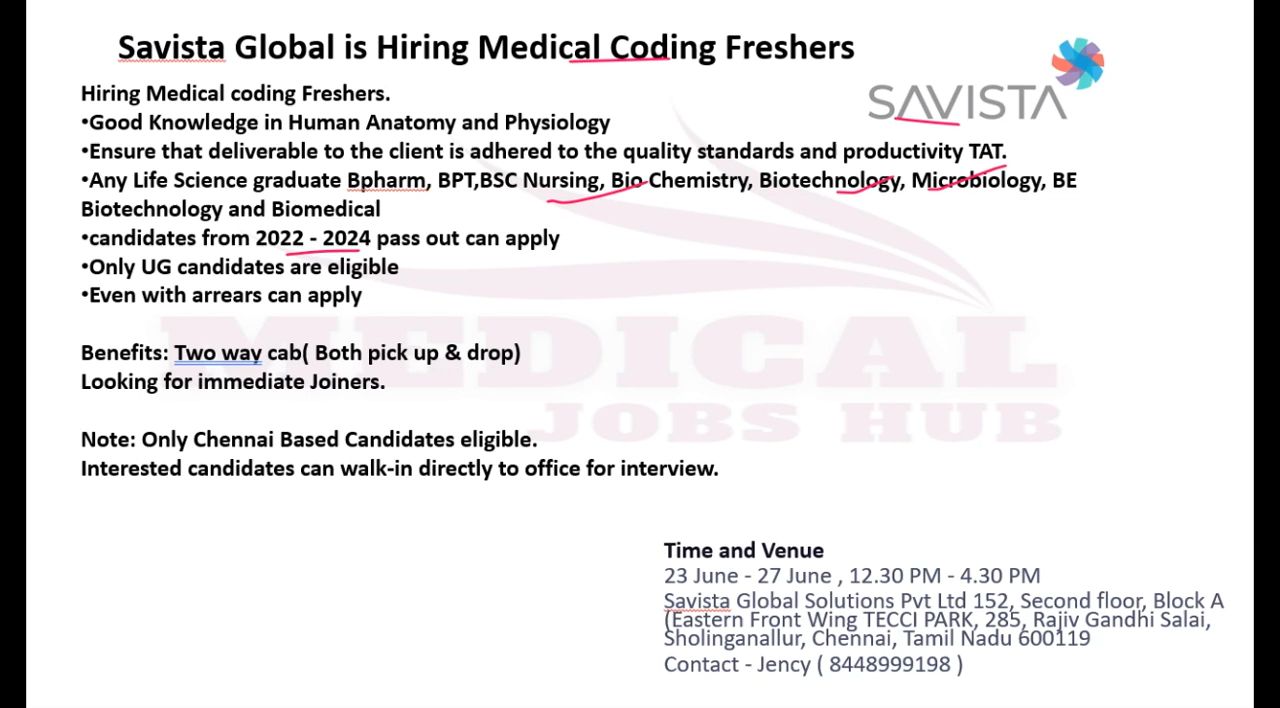 Savista Global is Hiring Medical Coding Freshers
SAVISTA
Hiring Medical coding Freshers.
•Good Knowledge in Human Anatomy and Physiology
•Ensure that deliverable to the client is adhered to the quality standards and productivity TAT.
•Any Life Science graduate Bpharm, BPT,BSC Nursing, Bio Chemistry, Biotechnology, Microbiology, BE
Biotechnology and Biomedical
•candidates from 2022 - 2024 pass out can apply
•Only UG candidates are eligible
•Even with arrears can apply
MEDICAL
JOBS HUB
Benefits: Two way cab( Both pick up & drop)
Looking for immediate Joiners.
Note: Only Chennai Based Candidates eligible.
Interested candidates can walk-in directly to office for interview.
Time and Venue
23 June - 27 June , 12.30 PM - 4.30 PM
Savista Global Solutions Pvt Ltd 152, Second floor, Block A
(Eastern Front Wing TECCI PARK, 285, Rajiv Gandhi Salai,
Sholinganallur, Chennai, Tamil Nadu 600119
Contact - Jency ( 8448999198 )